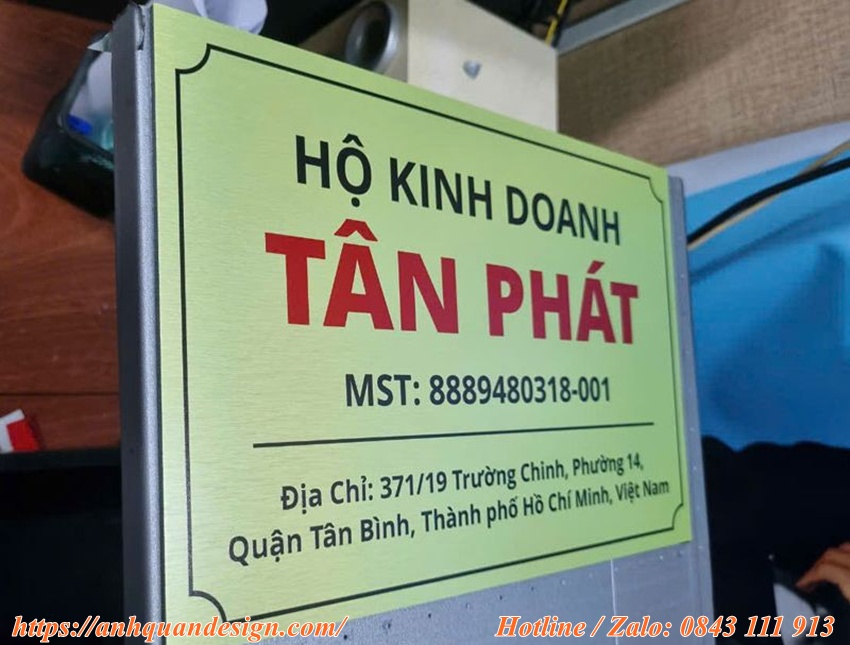 HỘ KINH DOANH
TÂN PHÁT
MST: 8889480318-001
Địa Chỉ: 371/19 Trường Chinh, Phường 14,
Quận Tân Bình, Thành phố Hồ Chí Minh, Việt Nam
https://anhquandesign.com/ Hotline / Zalo: 0843 111 913